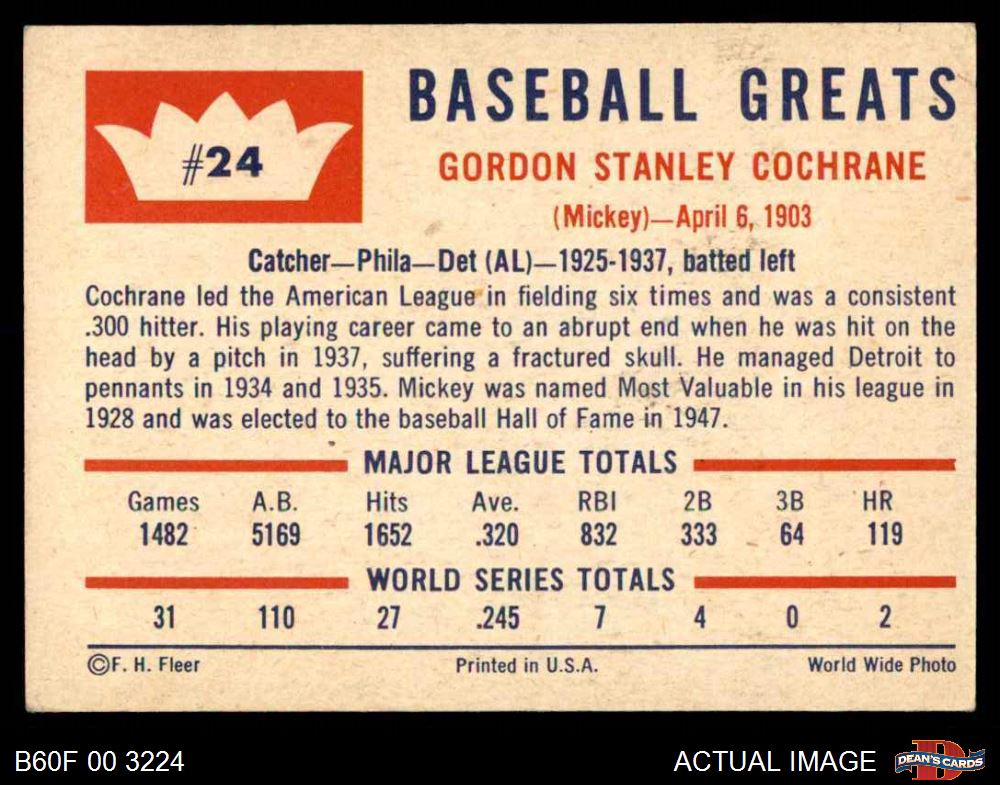 #24
BASEBALL GREATS
GORDON STANLEY COCHRANE
(Mickey)—April 6, 1903
Catcher—Phila—Det (AL)—1925-1937, batted left
Cochrane led the American League in fielding six times and was a consistent
.300 hitter. His playing career came to an abrupt end when he was hit on the
head by a pitch in 1937, suffering a fractured skull. He managed Detroit to
pennants in 1934 and 1935. Mickey was named Most Valuable in his league in
1928 and was elected to the baseball Hall of Fame in 1947.
MAJOR LEAGUE TOTALS
Games A.B. Hits Ave. RBI 2B 3B HR
1482 5169 1652 .320 832 333 64 119
WORLD SERIES TOTALS
31 110 27 .245 7 4 0 2
©F. H. Fleer Printed in U.S.A. World Wide Photo
B60F 00 3224 ACTUAL IMAGE D DEAN'S CARDS